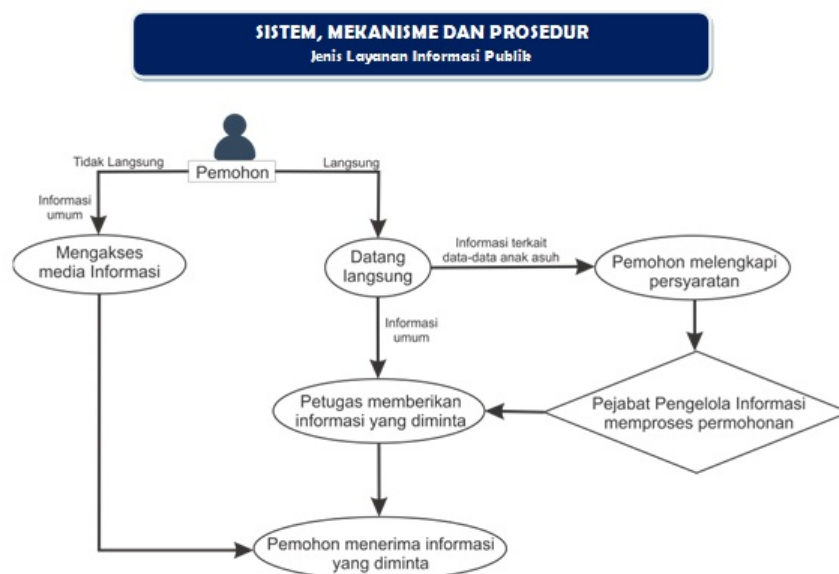 SISTEM, MEKANISME DAN PROSEDUR
Jenis Layanan Informasi Publik
Tidak Langsung
Pemohon
Langsung
Informasi
umum
Mengakses
media Informasi
Datang
langsung
Informasi terkait
data-data anak asuh
Pemohon melengkapi
persyaratan
Informasi
umum
Petugas memberikan
informasi yang diminta
Pejabat Pengelola Informasi
memproses permohonan
Pemohon menerima informasi
yang diminta